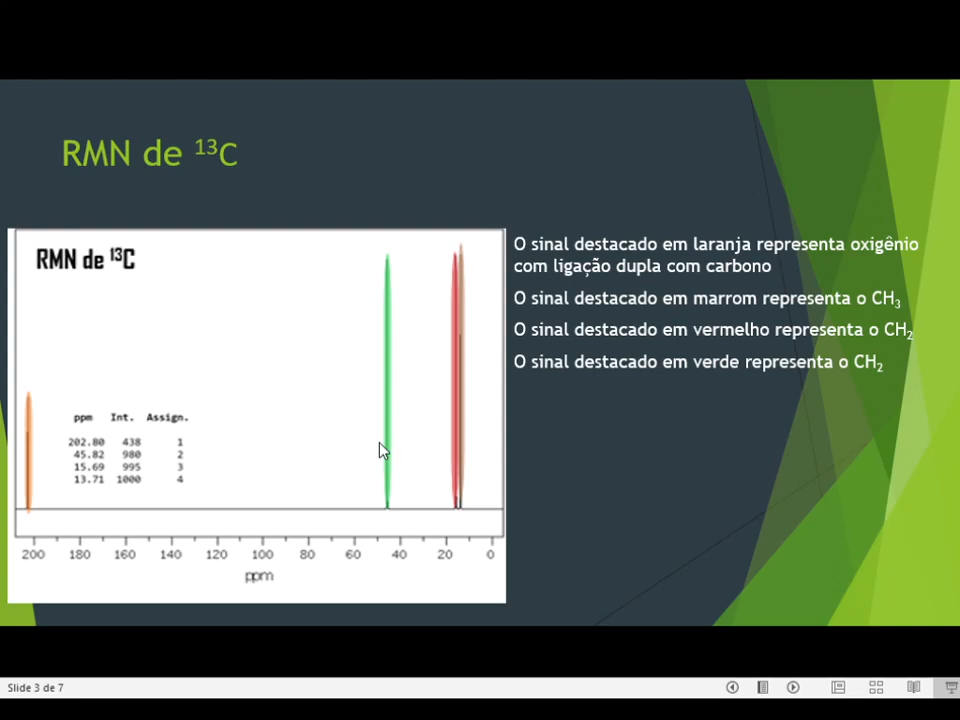 RMN de ¹³C
RMN de ¹³C
ppm Int. Assign.
202.80 438 1
45.82 980 2
15.69 995 3
13.71 1000 4
200 180 160 140 120 100 80 60 40 20 0
ppm
O sinal destacado em laranja representa oxigênio
com ligação dupla com carbono
O sinal destacado em marrom representa o CH₃
O sinal destacado em vermelho representa o CH₂
O sinal destacado em verde representa o CH₂
Slide 3 de 7